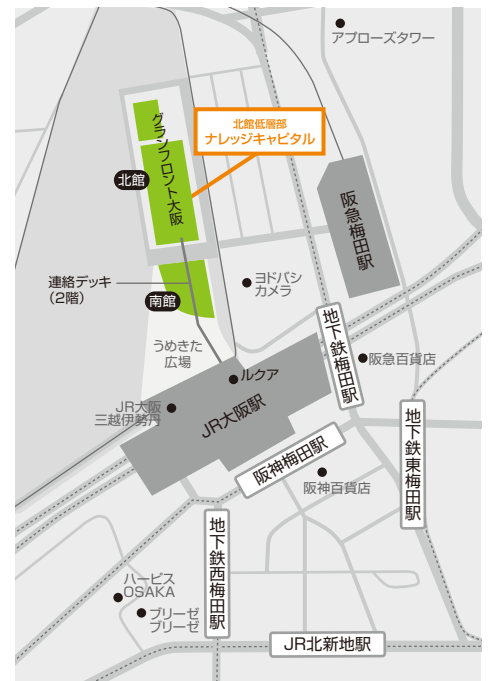 アプローズタワー
北館低層部
ナレッジキャピタル
グランフロント大阪
北館
阪急梅田駅
連絡デッキ
(2階)
南館
ヨドバシ
カメラ
うめきた
広場
地下鉄梅田駅
阪急百貨店
ルクア
JR大阪
三越伊勢丹
JR大阪駅
地下鉄東梅田駅
阪神梅田駅
阪神百貨店
地下鉄西梅田駅
ハービス
OSAKA
ブリーゼ
ブリーゼ
JR北新地駅